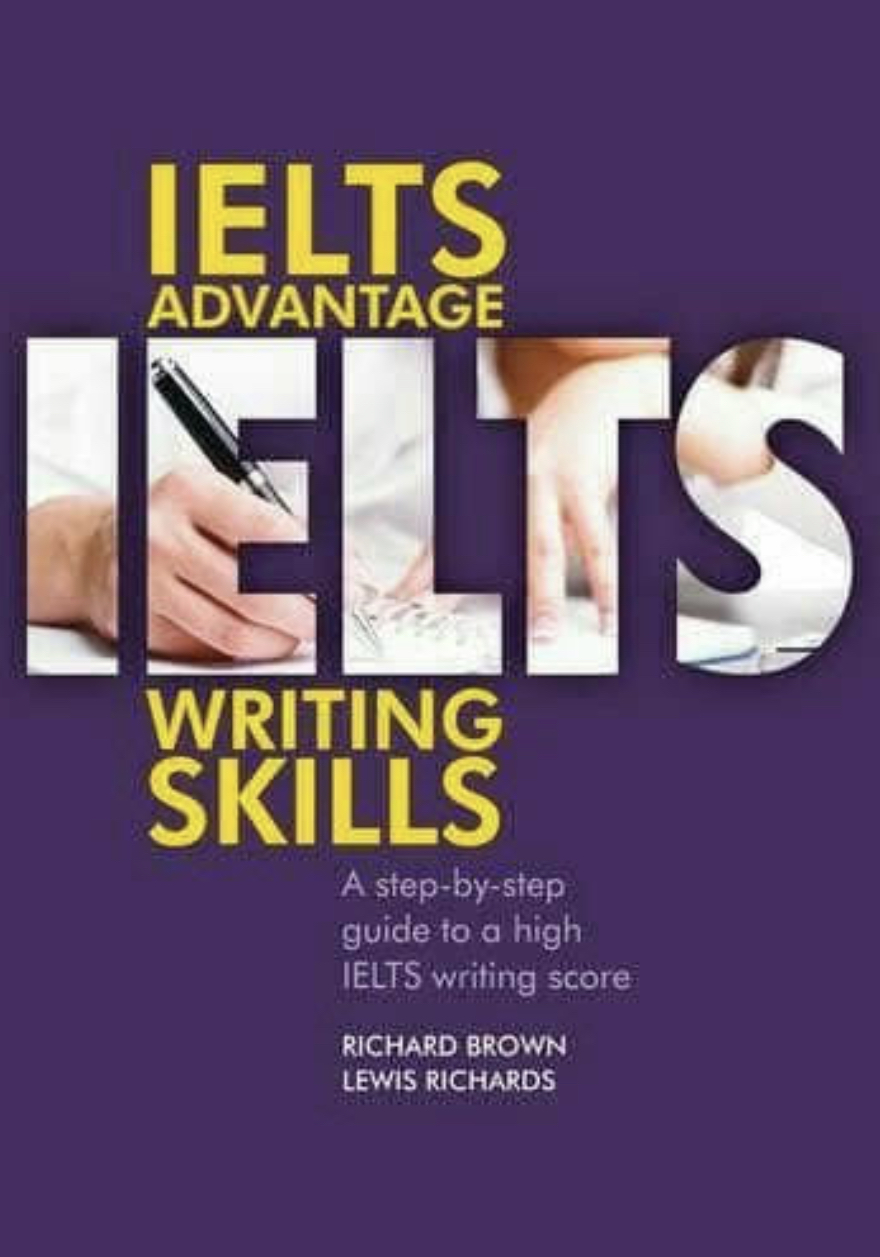 IELTS
ADVANTAGE
IELTS
WRITING
SKILLS
A step-by-step
guide to a high
IELTS writing score
RICHARD BROWN
LEWIS RICHARDS